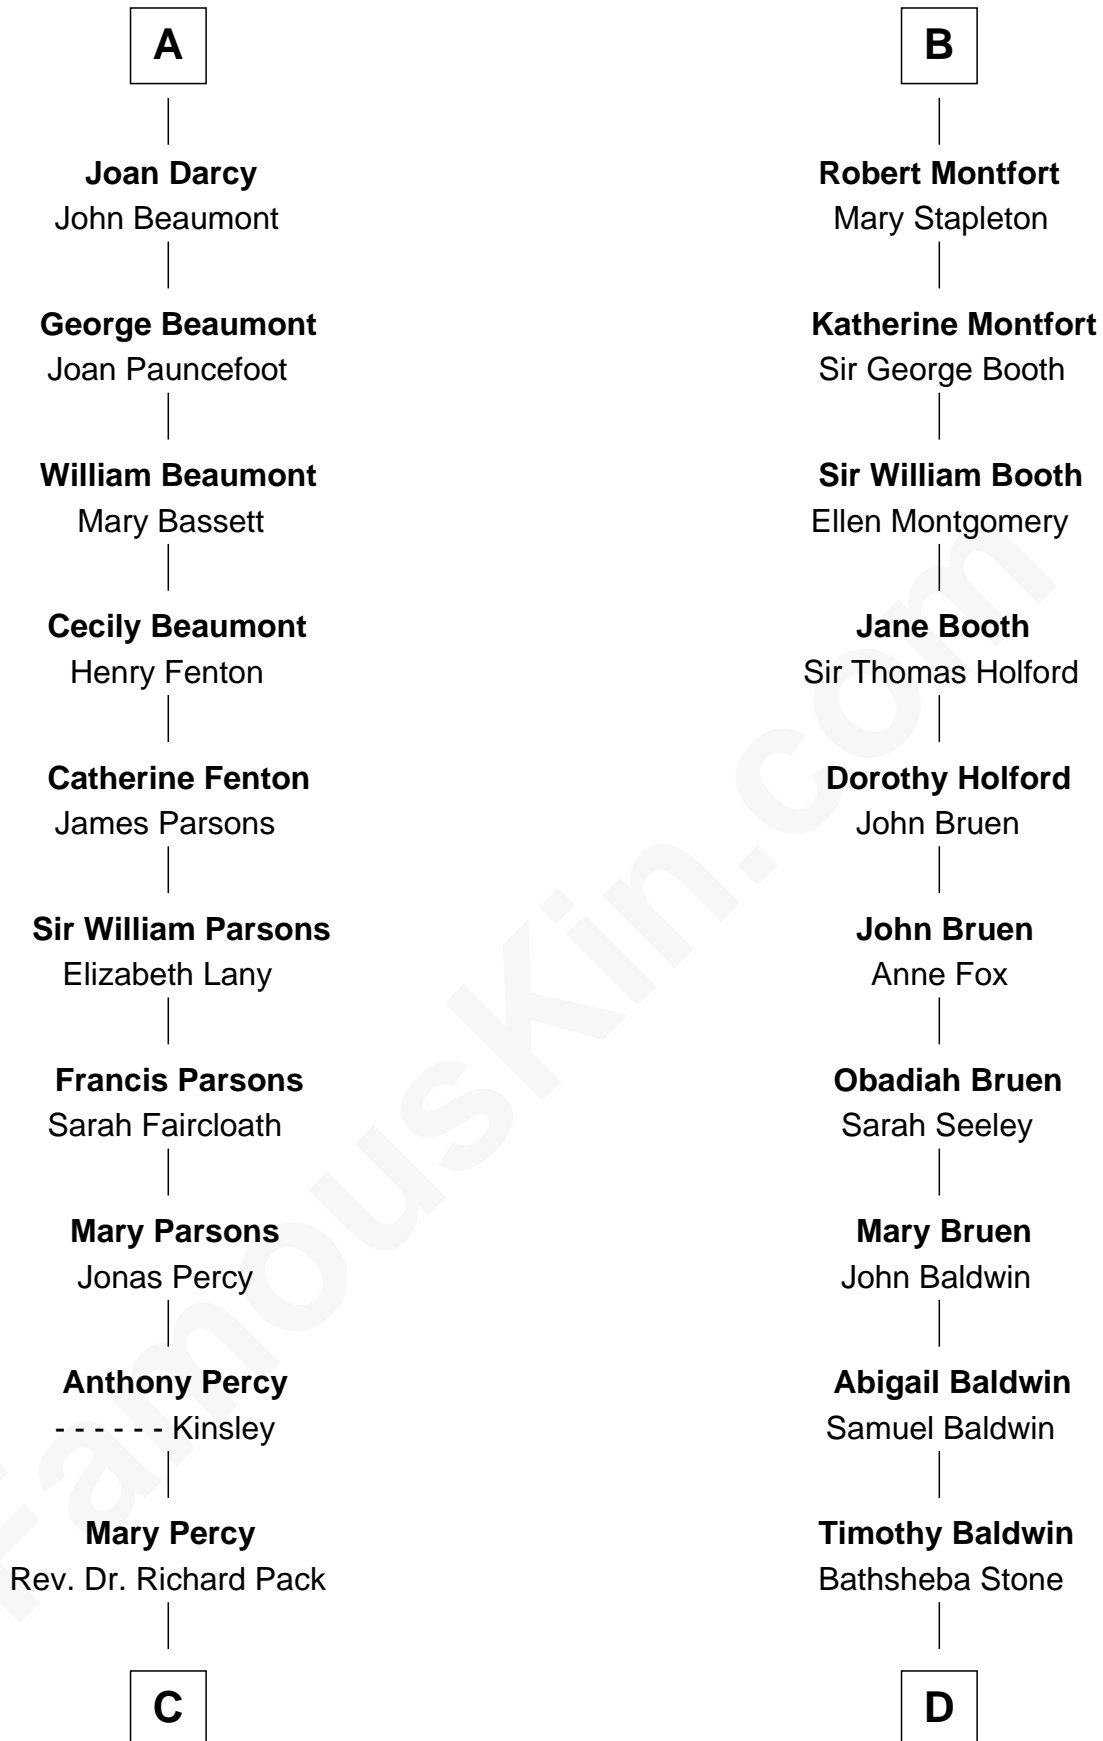 A
Joan Darcy
John Beaumont
George Beaumont
Joan Pauncefoot
William Beaumont
Mary Bassett
Cecily Beaumont
Henry Fenton
Catherine Fenton
James Parsons
Sir William Parsons
Elizabeth Lany
Francis Parsons
Sarah Faircloath
Mary Parsons
Jonas Percy
Anthony Percy
- - - - - - Kinsley
Mary Percy
Rev. Dr. Richard Pack
C
B
Robert Montfort
Mary Stapleton
Katherine Montfort
Sir George Booth
Sir William Booth
Ellen Montgomery
Jane Booth
Sir Thomas Holford
Dorothy Holford
John Bruen
John Bruen
Anne Fox
Obadiah Bruen
Sarah Seeley
Mary Bruen
John Baldwin
Abigail Baldwin
Samuel Baldwin
Timothy Baldwin
Bathsheba Stone
D
FamousKin.com